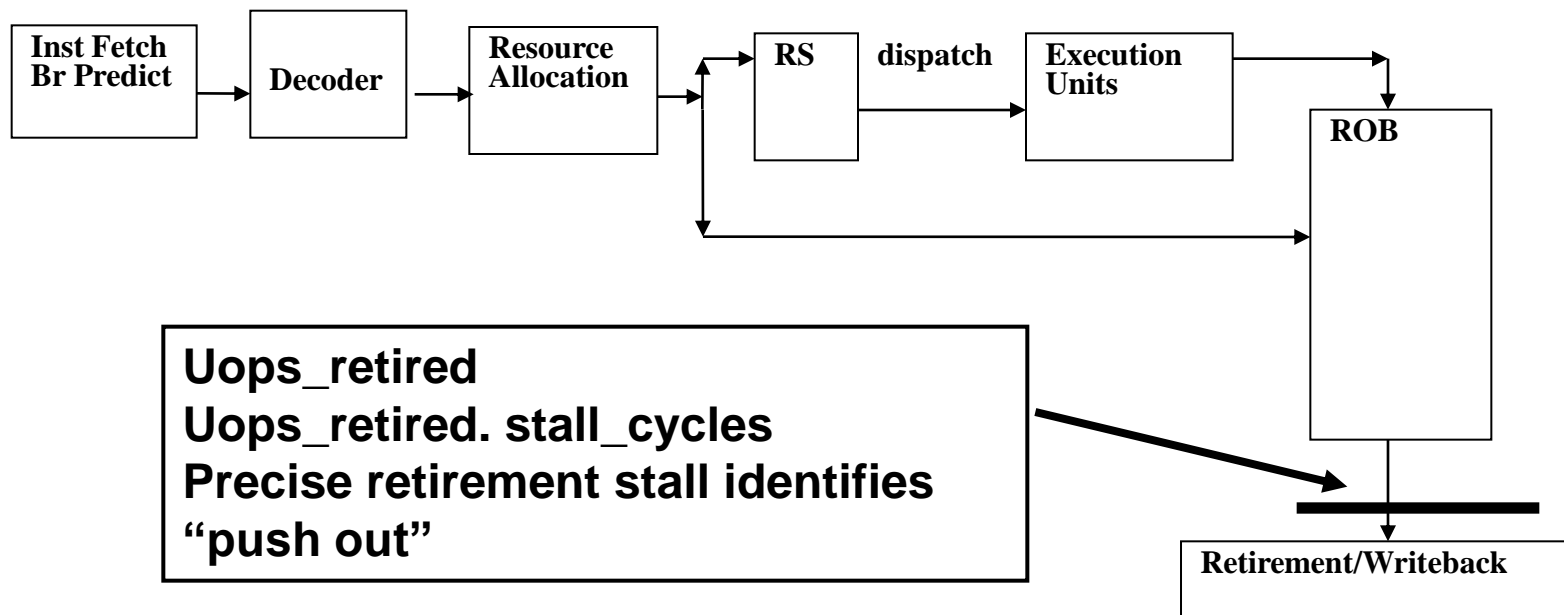 Inst Fetch
Br Predict
Decoder
Resource
Allocation
RS
dispatch
Execution
Units
ROB
Uops_retired
Uops_retired. stall_cycles
Precise retirement stall identifies
“push out”
Retirement/Writeback